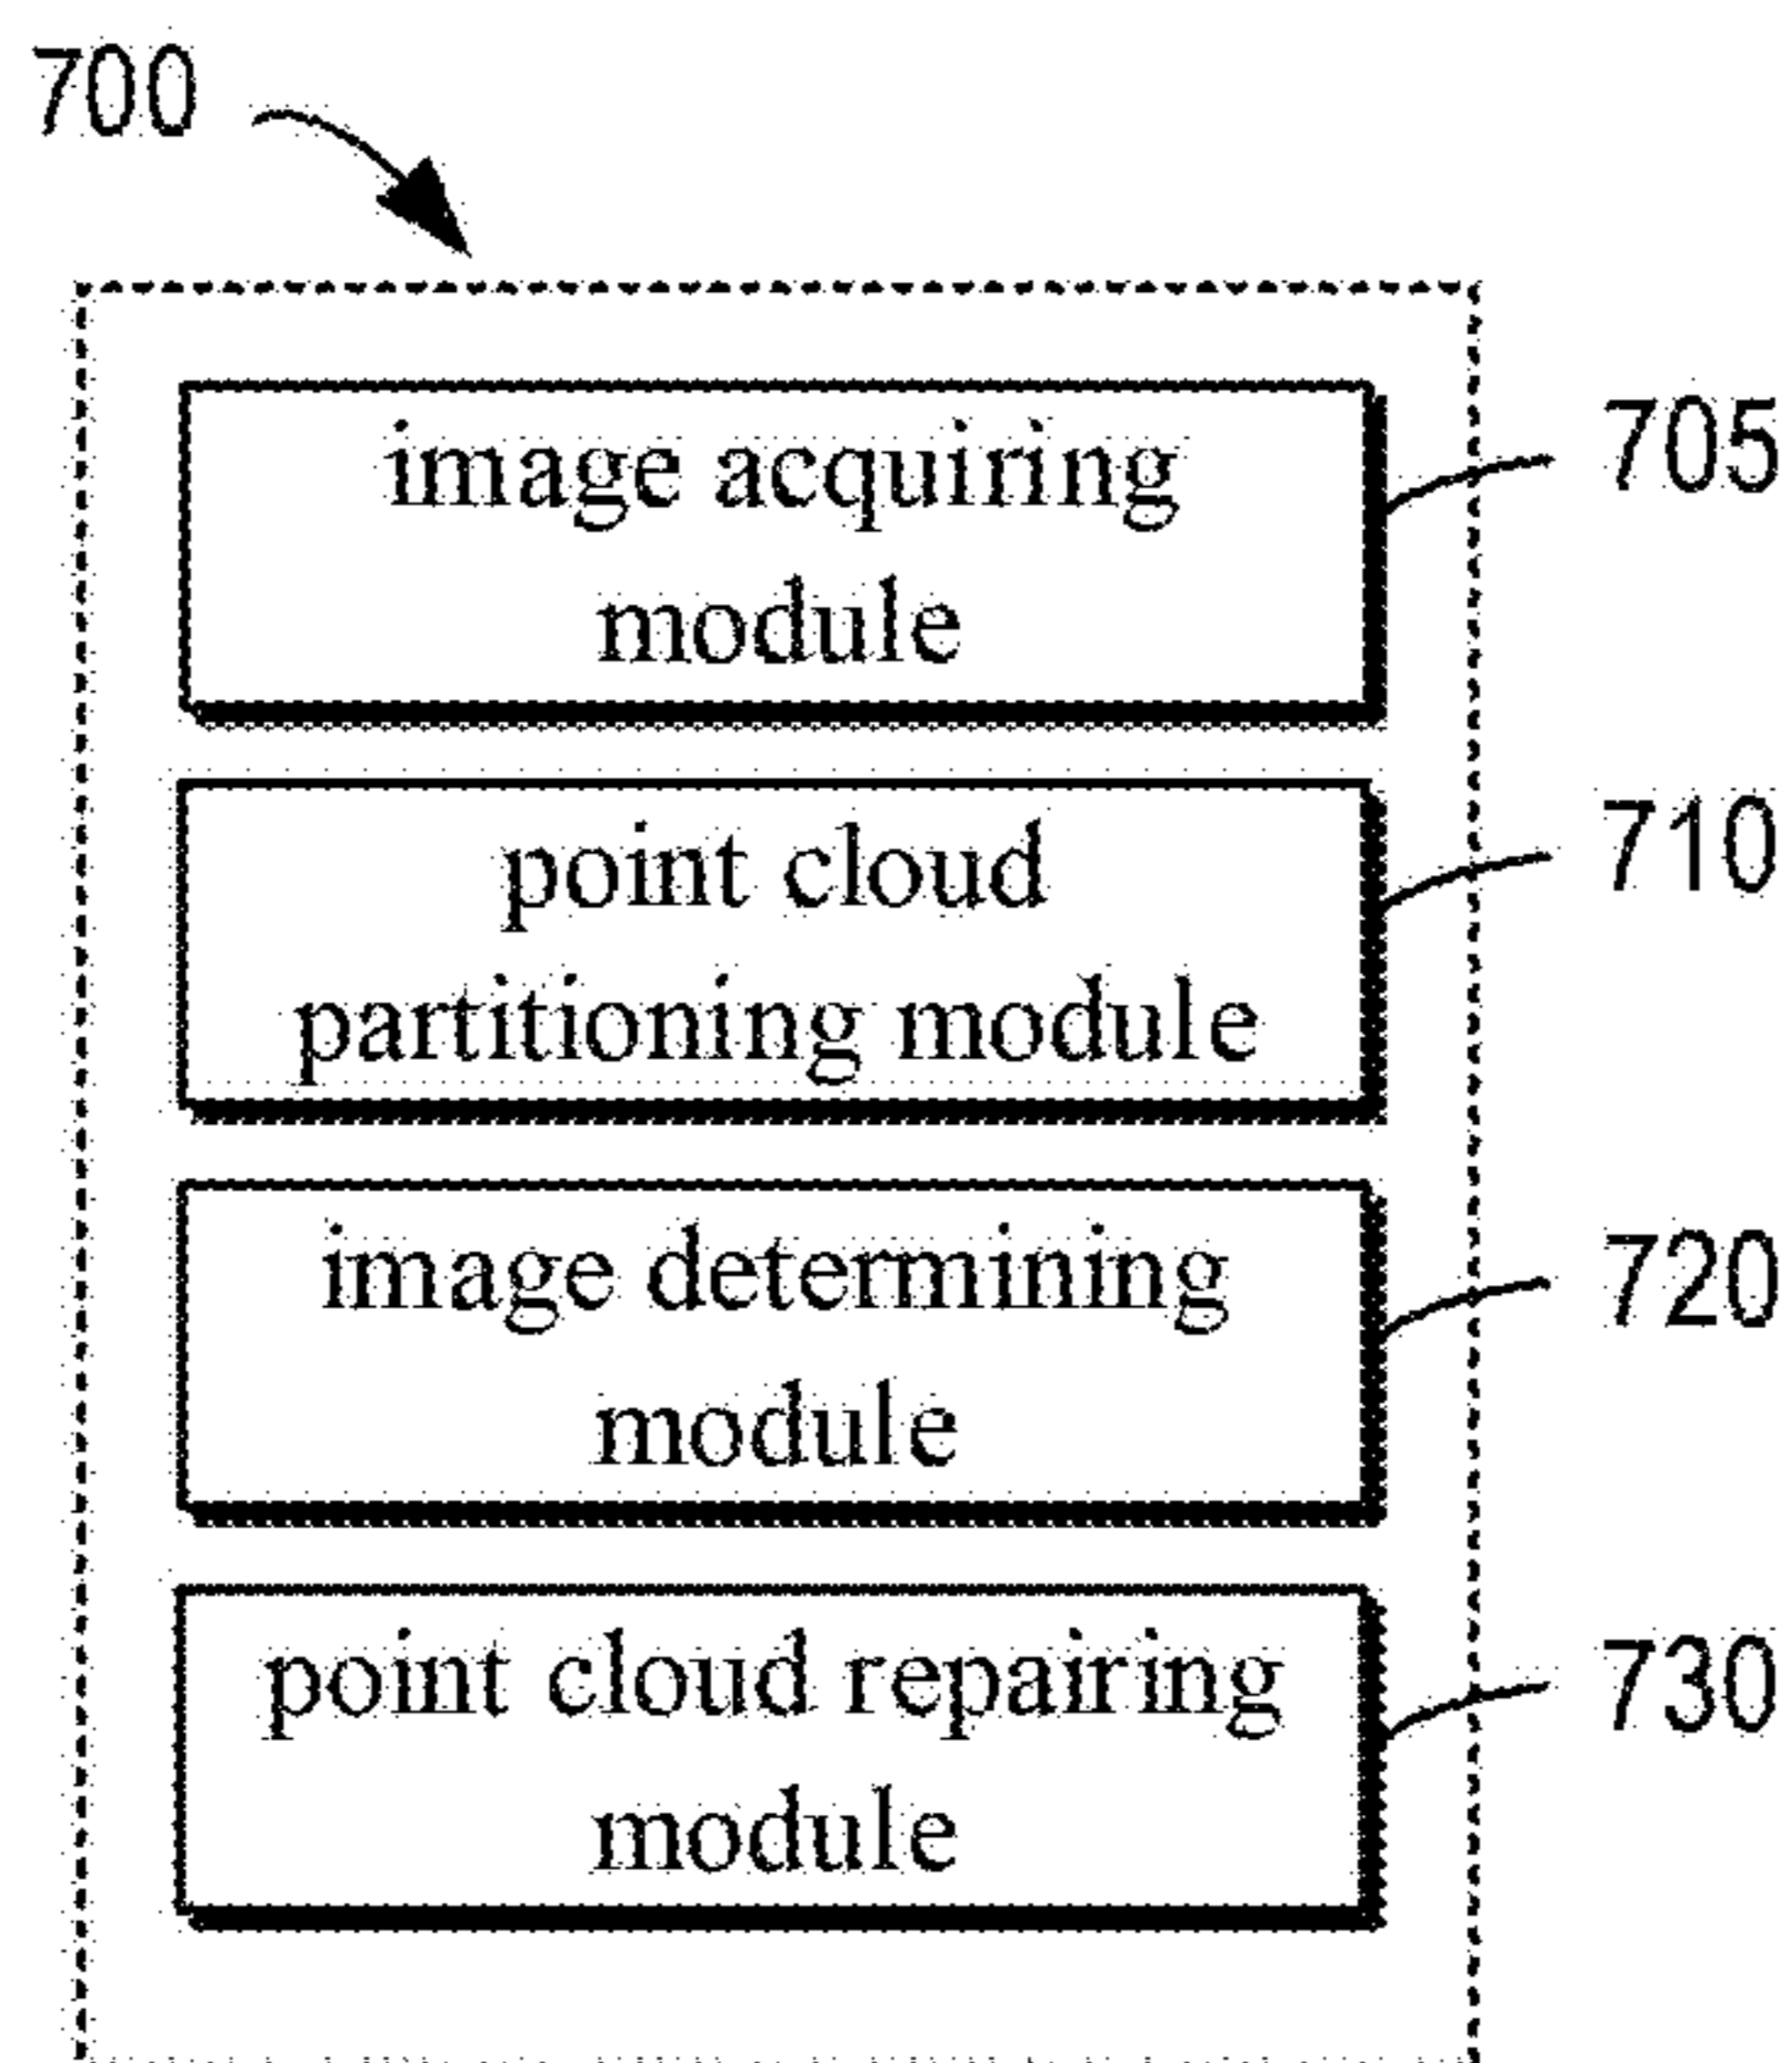 700
image acquiring
module
705
point cloud
partitioning module
710
image determining
module
720
point cloud repairing
module
730